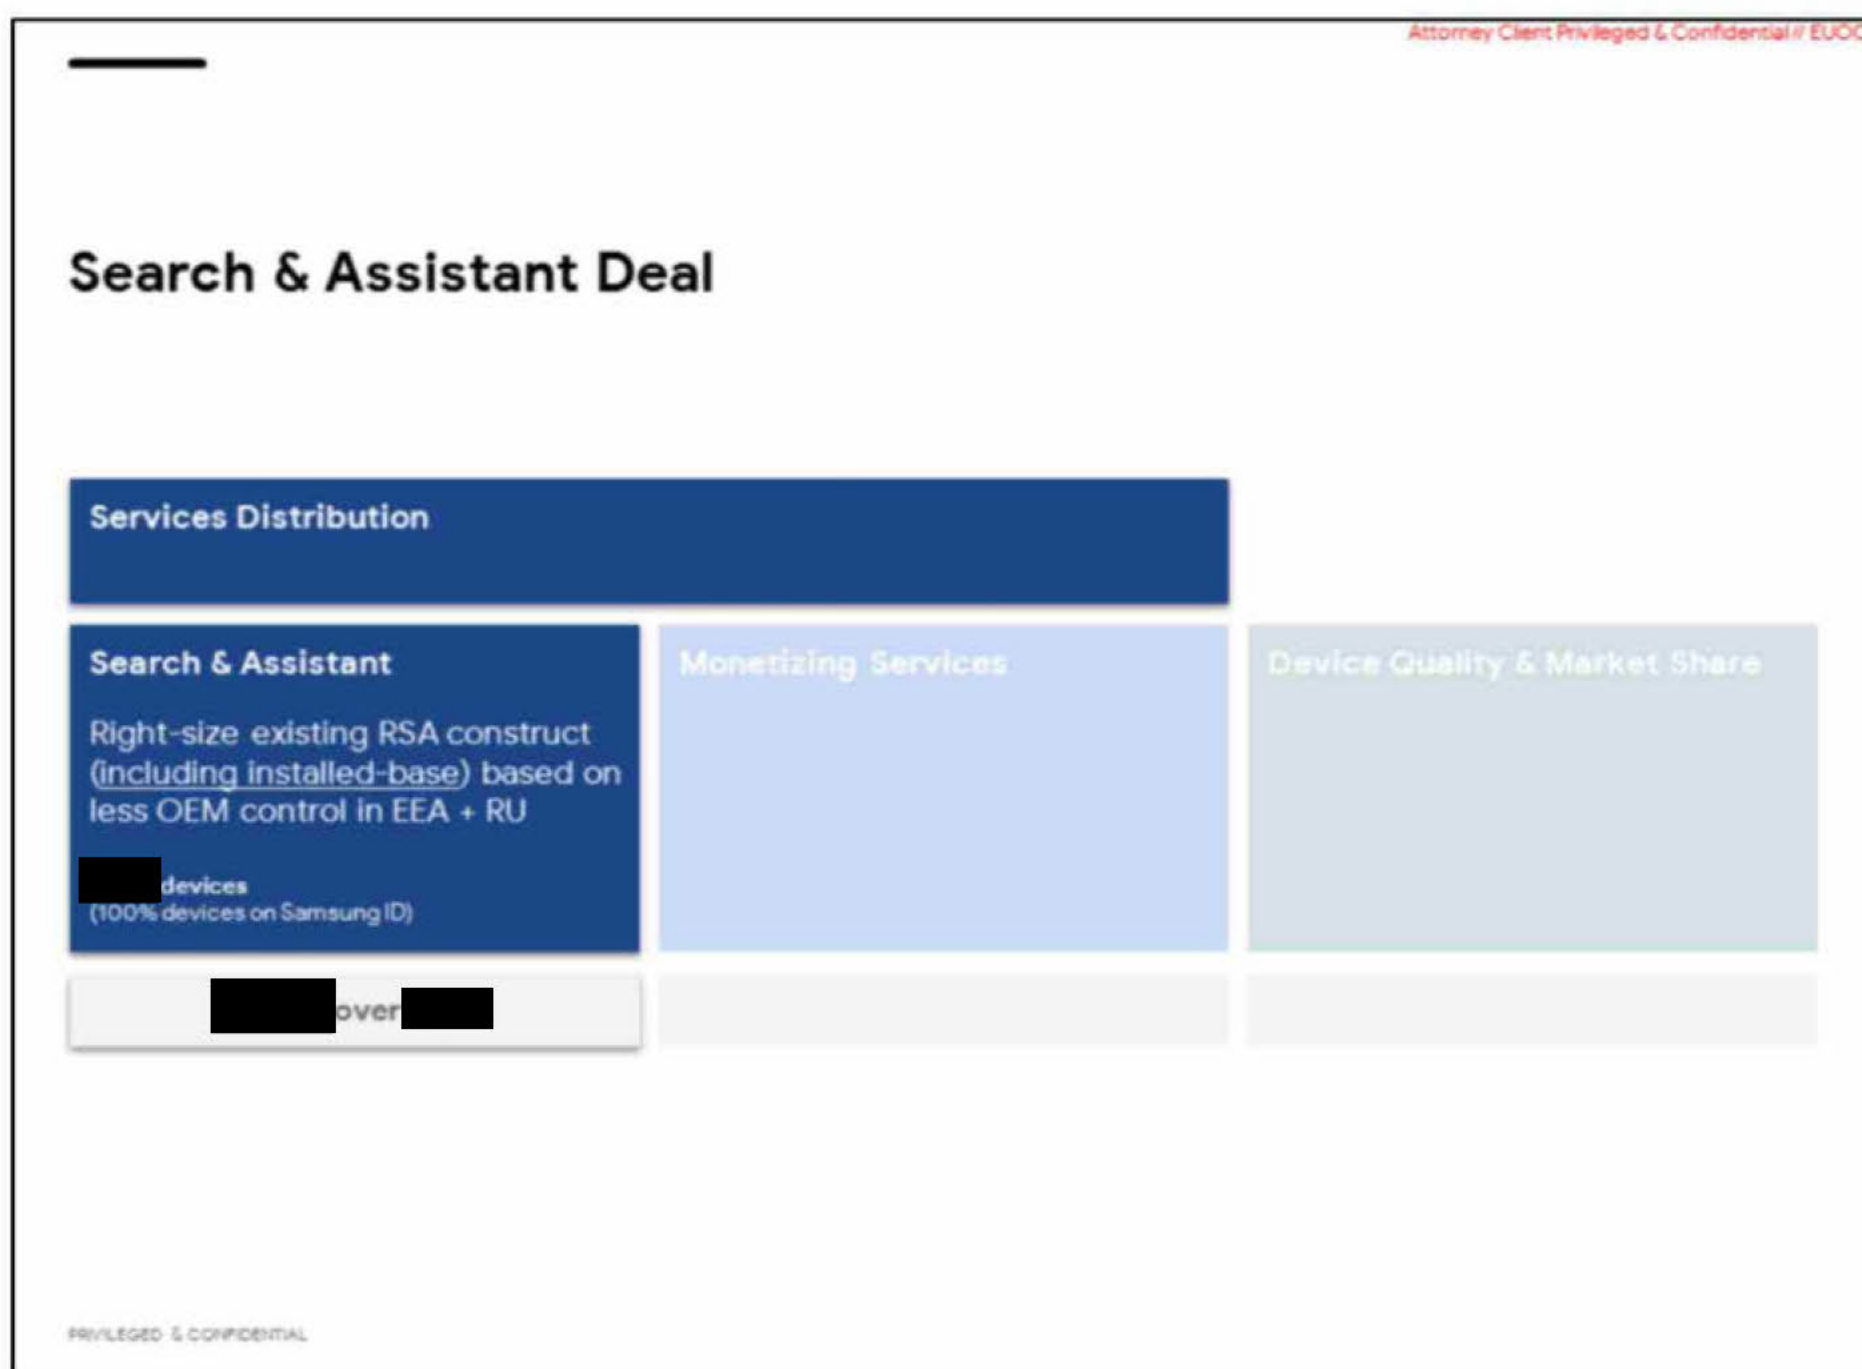 Attorney Client Privileged & Confidential // EUOO
Search & Assistant Deal
Services Distribution
Search & Assistant
Right-size existing RSA construct
(including installed-base) based on
less OEM control in EEA + RU
devices
(100% devices on Samsung ID)
over
Monetizing Services
Device Quality & Market Share
PRIVILEGED & CONFIDENTIAL